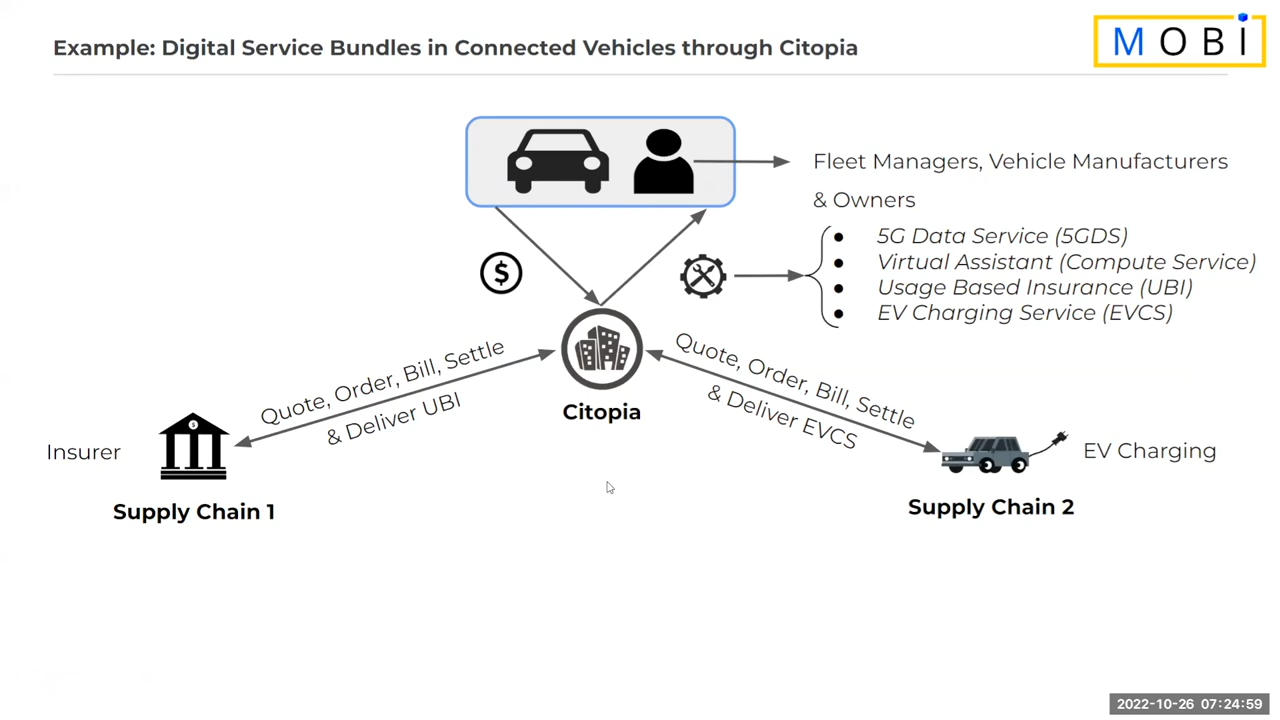 Example: Digital Service Bundles in Connected Vehicles through Citopia
MOBi
Fleet Managers, Vehicle Manufacturers
& Owners
● 5G Data Service (5GDS)
● Virtual Assistant (Compute Service)
● Usage Based Insurance (UBI)
● EV Charging Service (EVCS)
$
Quote, Order, Bill, Settle
& Deliver UBI
Quote, Order, Bill, Settle
& Deliver EVCS
Citopia
Insurer
$
Supply Chain 1
EV Charging
Supply Chain 2
2022-10-26 07:24:59